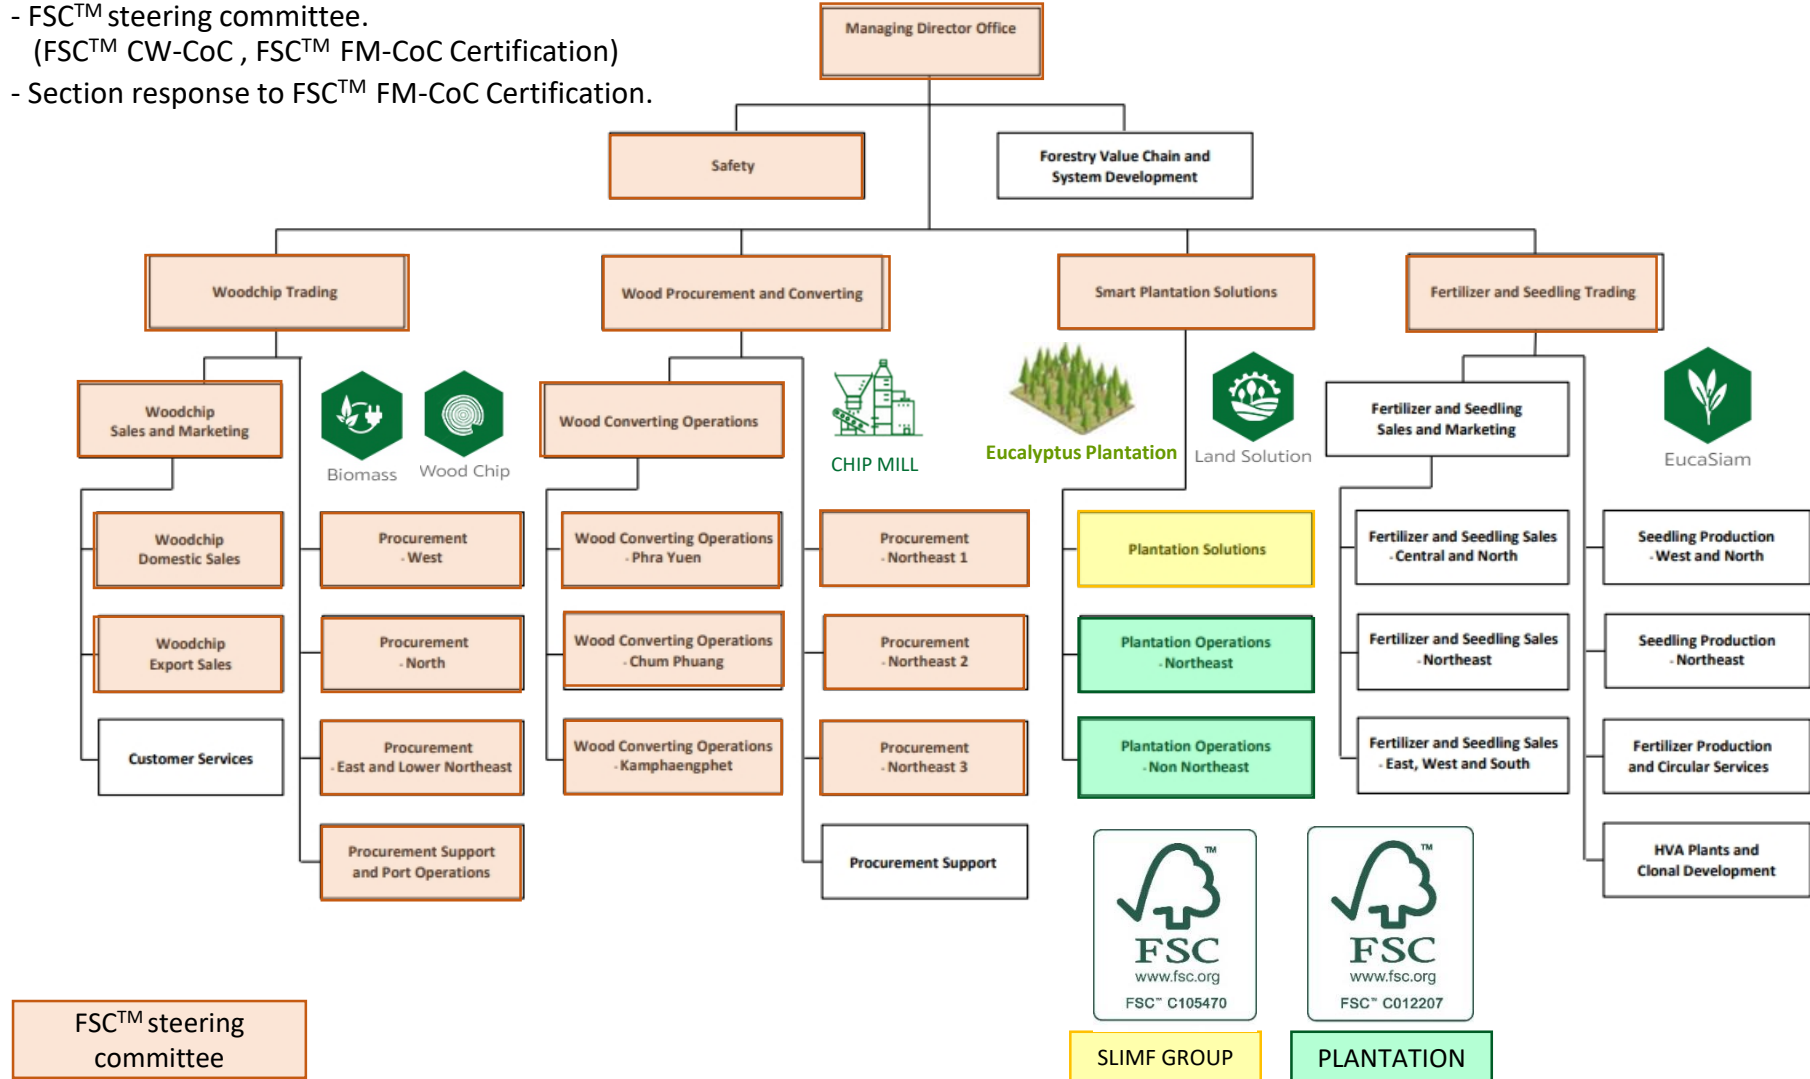 - FSC™ steering committee.
(FSC™ CW-CoC , FSC™ FM-CoC Certification)
- Section response to FSC™ FM-CoC Certification.
Managing Director Office
Safety
Forestry Value Chain and
System Development
Woodchip Trading
Wood Procurement and Converting
Smart Plantation Solutions
Fertilizer and Seedling Trading
Woodchip
Sales and Marketing
Biomass
Wood Chip
Wood Converting Operations
CHIP MILL
Eucalyptus Plantation
Land Solution
Fertilizer and Seedling
Sales and Marketing
EucaSiam
Woodchip
Domestic Sales
Procurement
- West
Wood Converting Operations
- Phra Yuen
Procurement
- Northeast 1
Plantation Solutions
Fertilizer and Seedling Sales
- Central and North
Seedling Production
- West and North
Woodchip
Export Sales
Procurement
- North
Wood Converting Operations
- Chum Phuang
Procurement
- Northeast 2
Plantation Operations
- Northeast
Fertilizer and Seedling Sales
- Northeast
Seedling Production
- Northeast
Customer Services
Procurement
- East and Lower Northeast
Wood Converting Operations
- Kamphaengphet
Procurement
- Northeast 3
Plantation Operations
- Non Northeast
Fertilizer and Seedling Sales
- East, West and South
Fertilizer Production
and Circular Services
Procurement Support
and Port Operations
Procurement Support
HVA Plants and
Clonal Development
™
FSC
www.fsc.org
FSC™ C105470
™
FSC
www.fsc.org
FSC™ C012207
FSC™ steering
committee
SLIMF GROUP
PLANTATION